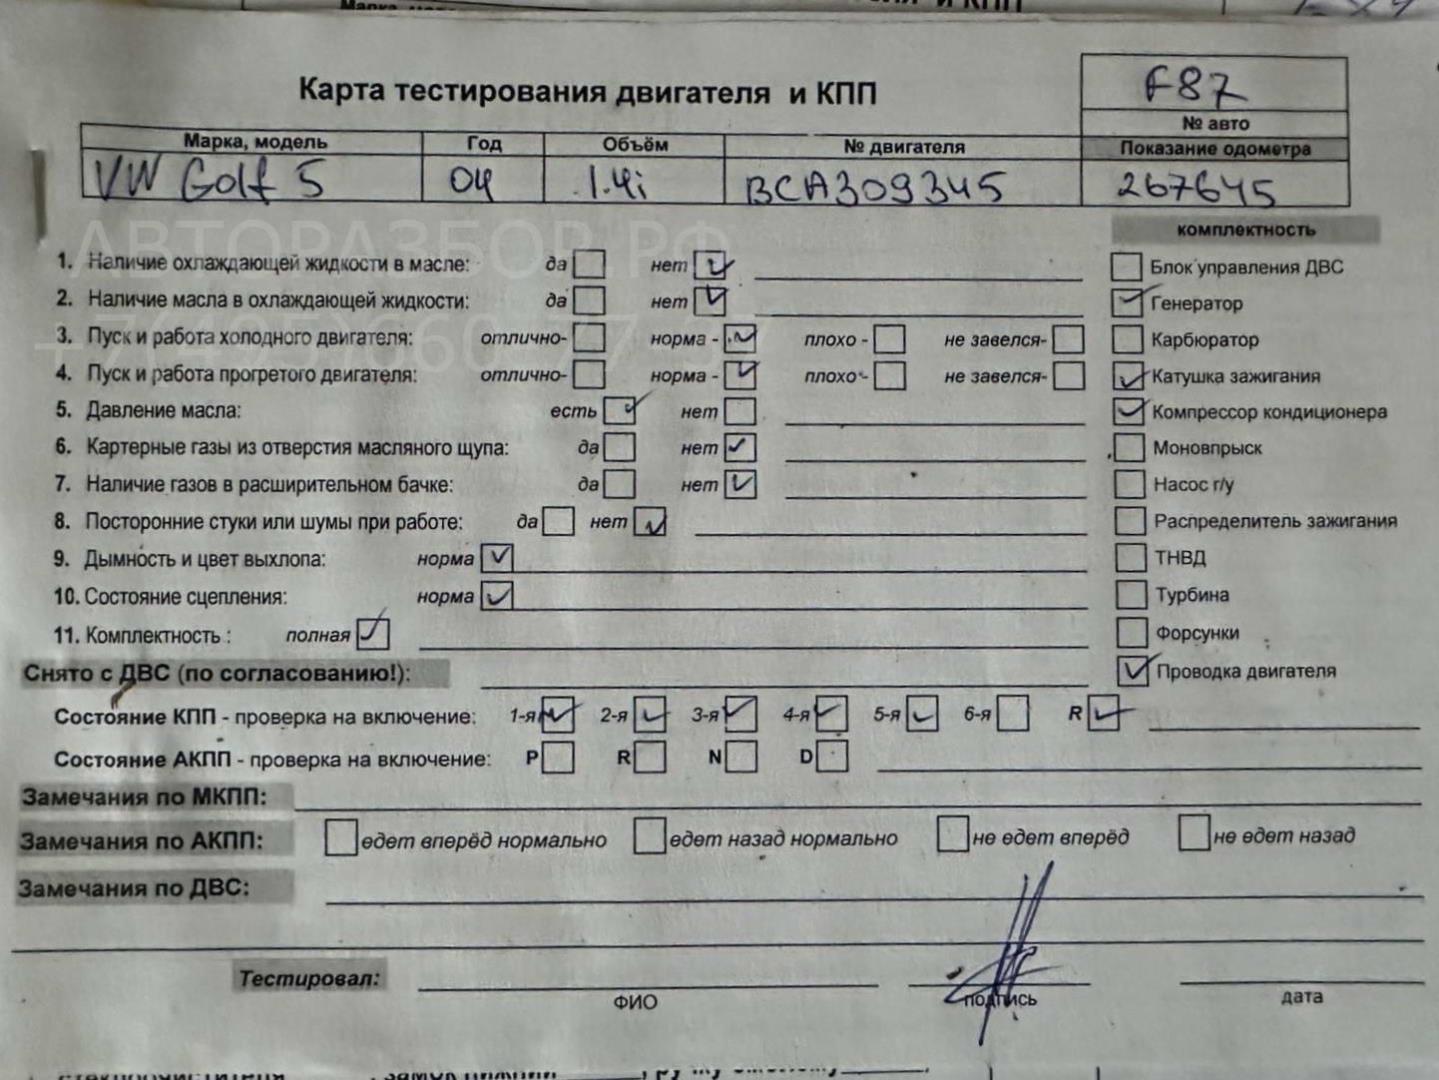 и КПП
Карта тестирования двигателя и КПП
F87
№ авто
Марка, модель Год Объём № двигателя Показание одометра
VW Golf 5 04 1.4i BCA309345 267645
АВТОРАЗБОР.РФ
комплектность
1. Наличие охлаждающей жидкости в масле: да нет Блок управления ДВС
2. Наличие масла в охлаждающей жидкости: да нет Генератор
3. Пуск и работа холодного двигателя: отлично- норма - плохо - не завелся- Карбюратор
4. Пуск и работа прогретого двигателя: отлично- норма - плохо - не завелся- Катушка зажигания
5. Давление масла: есть нет Компрессор кондиционера
6. Картерные газы из отверстия масляного щупа: да нет Моновпрыск
7. Наличие газов в расширительном бачке: да нет Насос г/у
8. Посторонние стуки или шумы при работе: да нет Распределитель зажигания
9. Дымность и цвет выхлопа: норма ТНВД
10. Состояние сцепления: норма Турбина
11. Комплектность : полная Форсунки
Снято с ДВС (по согласованию!): Проводка двигателя
Состояние КПП - проверка на включение: 1-я 2-я 3-я 4-я 5-я 6-я R
Состояние АКПП - проверка на включение: P R N D
Замечания по МКПП:
Замечания по АКПП: едет вперёд нормально едет назад нормально не едет вперёд не едет назад
Замечания по ДВС:
Тестировал:
ФИО подпись дата